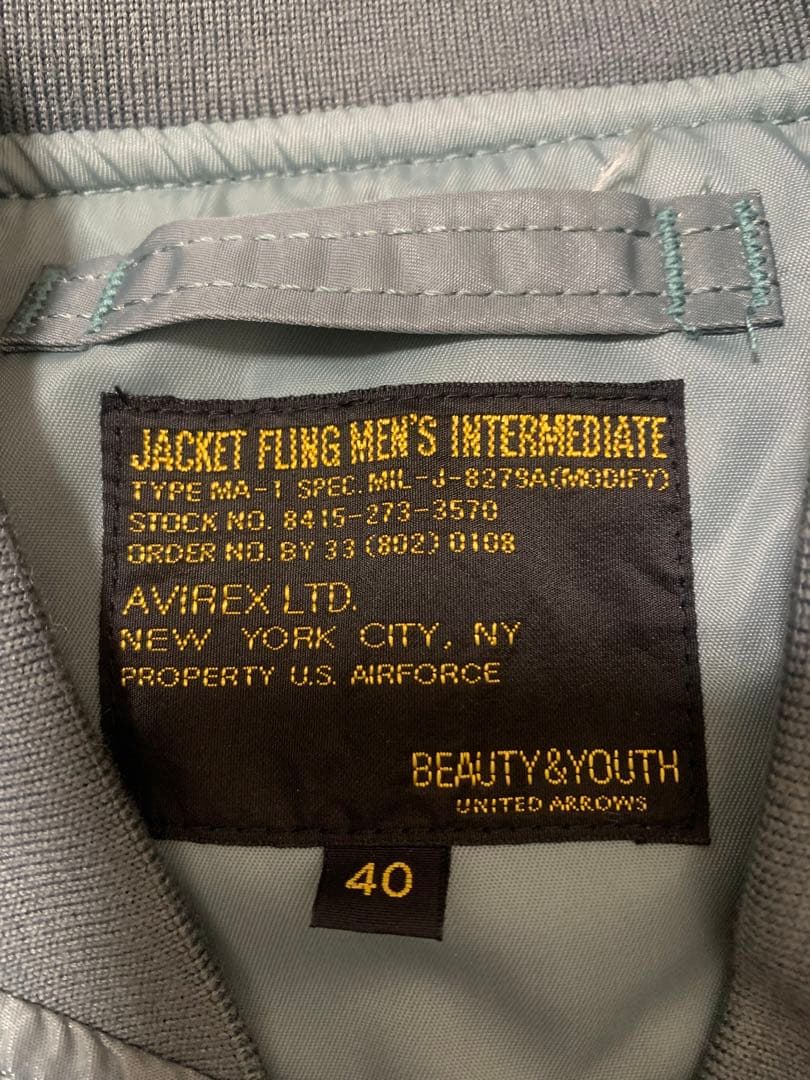 JACKET FLING MEN'S INTERMEDIATE
TYPE MA-1 SPEC. MIL-J-8279A(MODIFY)
STOCK NO. 8415-273-3570
ORDER NO. BY 33 (802) 0108
AVIREX LTD.
NEW YORK CITY, NY
PROPERTY U.S. AIRFORCE
BEAUTY&YOUTH
UNITED ARROWS
40